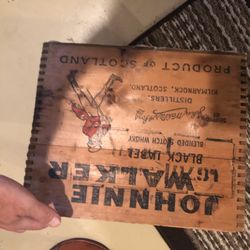 JOHNNIE
WALKER
BLACK LABEL
BLENDED SCOTCH WHISKY
DISTILLERS,
KILMARNOCK, SCOTLAND.
PRODUCT OF SCOTLAND